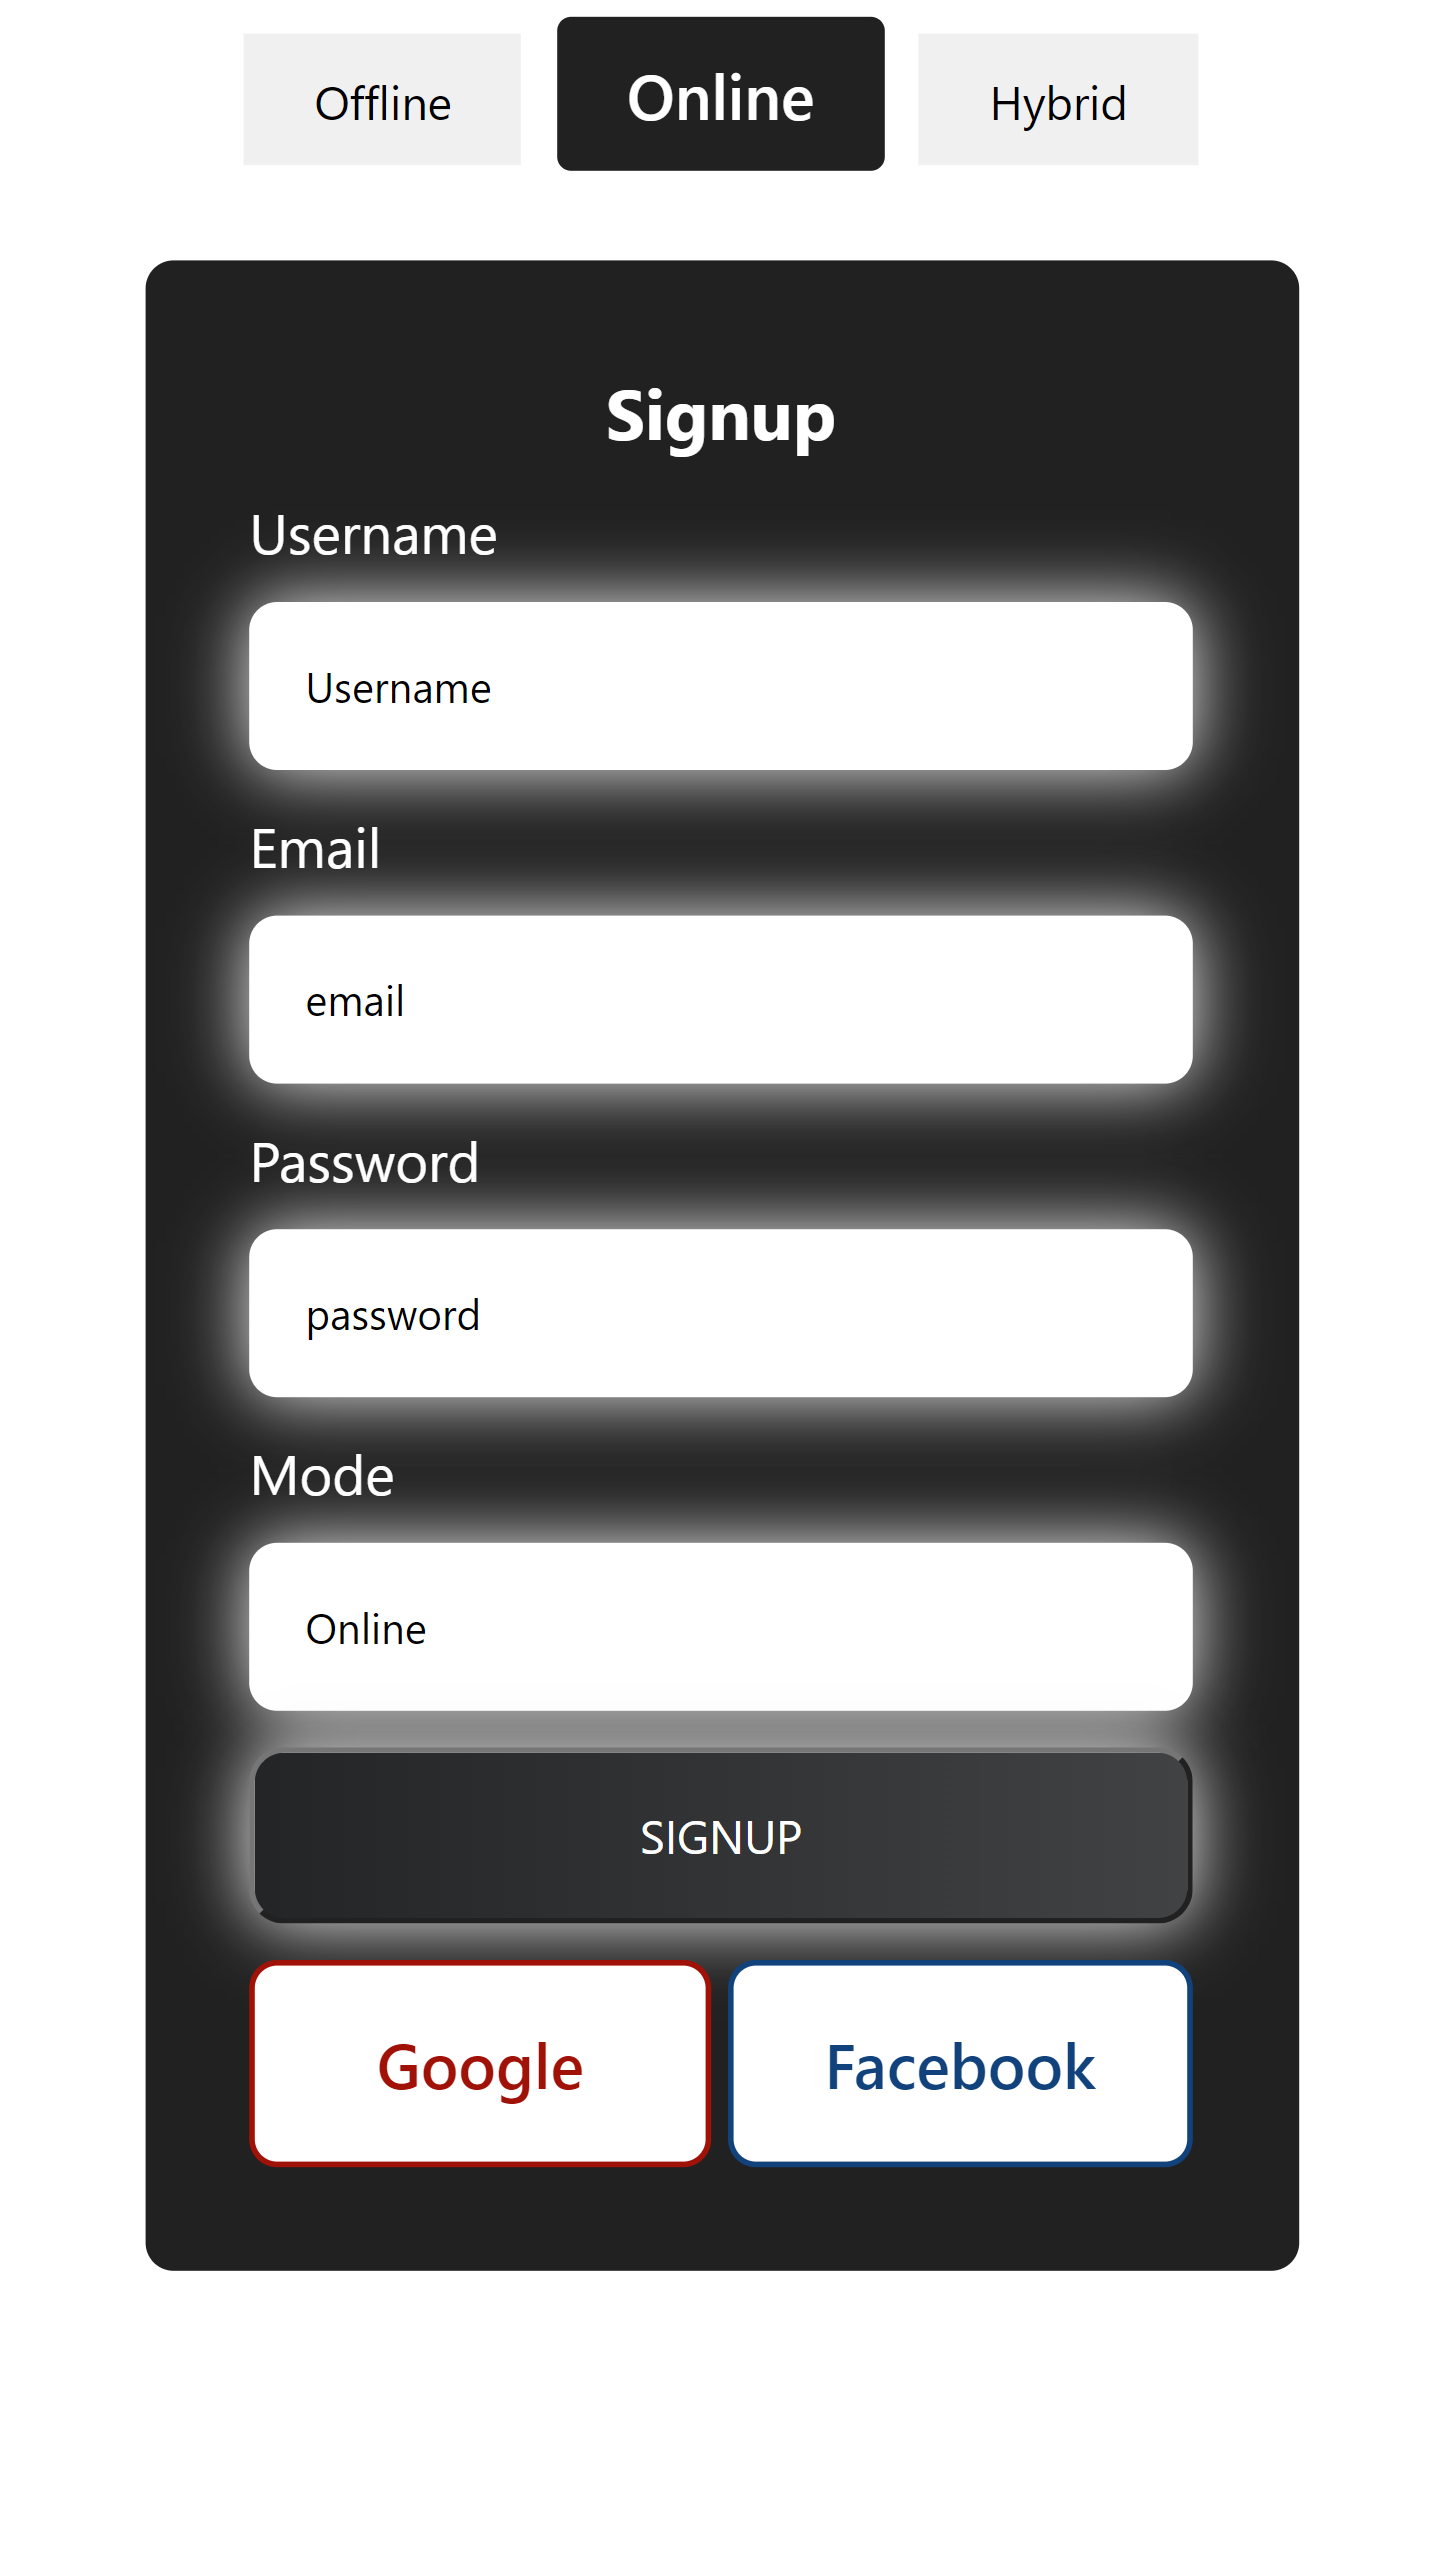 Offline Online Hybrid
Signup
Username
Username
Email
email
Password
password
Mode
Online
SIGNUP
Google Facebook